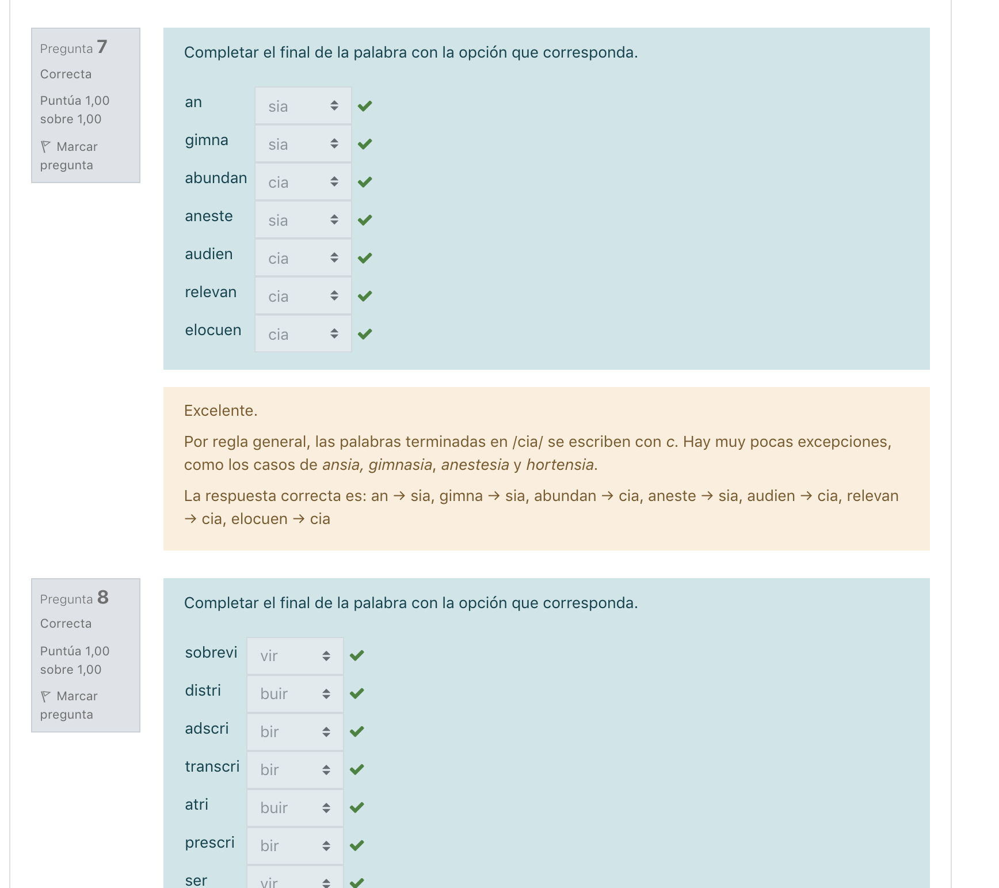 Pregunta 7
Correcta
Puntúa 1,00
sobre 1,00
Marcar
pregunta
Completar el final de la palabra con la opción que corresponda.
an sia
gimna sia
abundan cia
aneste sia
audien cia
relevan cia
elocuen cia
Excelente.
Por regla general, las palabras terminadas en /cia/ se escriben con c. Hay muy pocas excepciones,
como los casos de ansia, gimnasia, anestesia y hortensia.
La respuesta correcta es: an → sia, gimna → sia, abundan → cia, aneste → sia, audien → cia, relevan
→ cia, elocuen → cia
Pregunta 8
Correcta
Puntúa 1,00
sobre 1,00
Marcar
pregunta
Completar el final de la palabra con la opción que corresponda.
sobrevi vir
distri buir
adscri bir
transcri bir
atri buir
prescri bir
ser vir